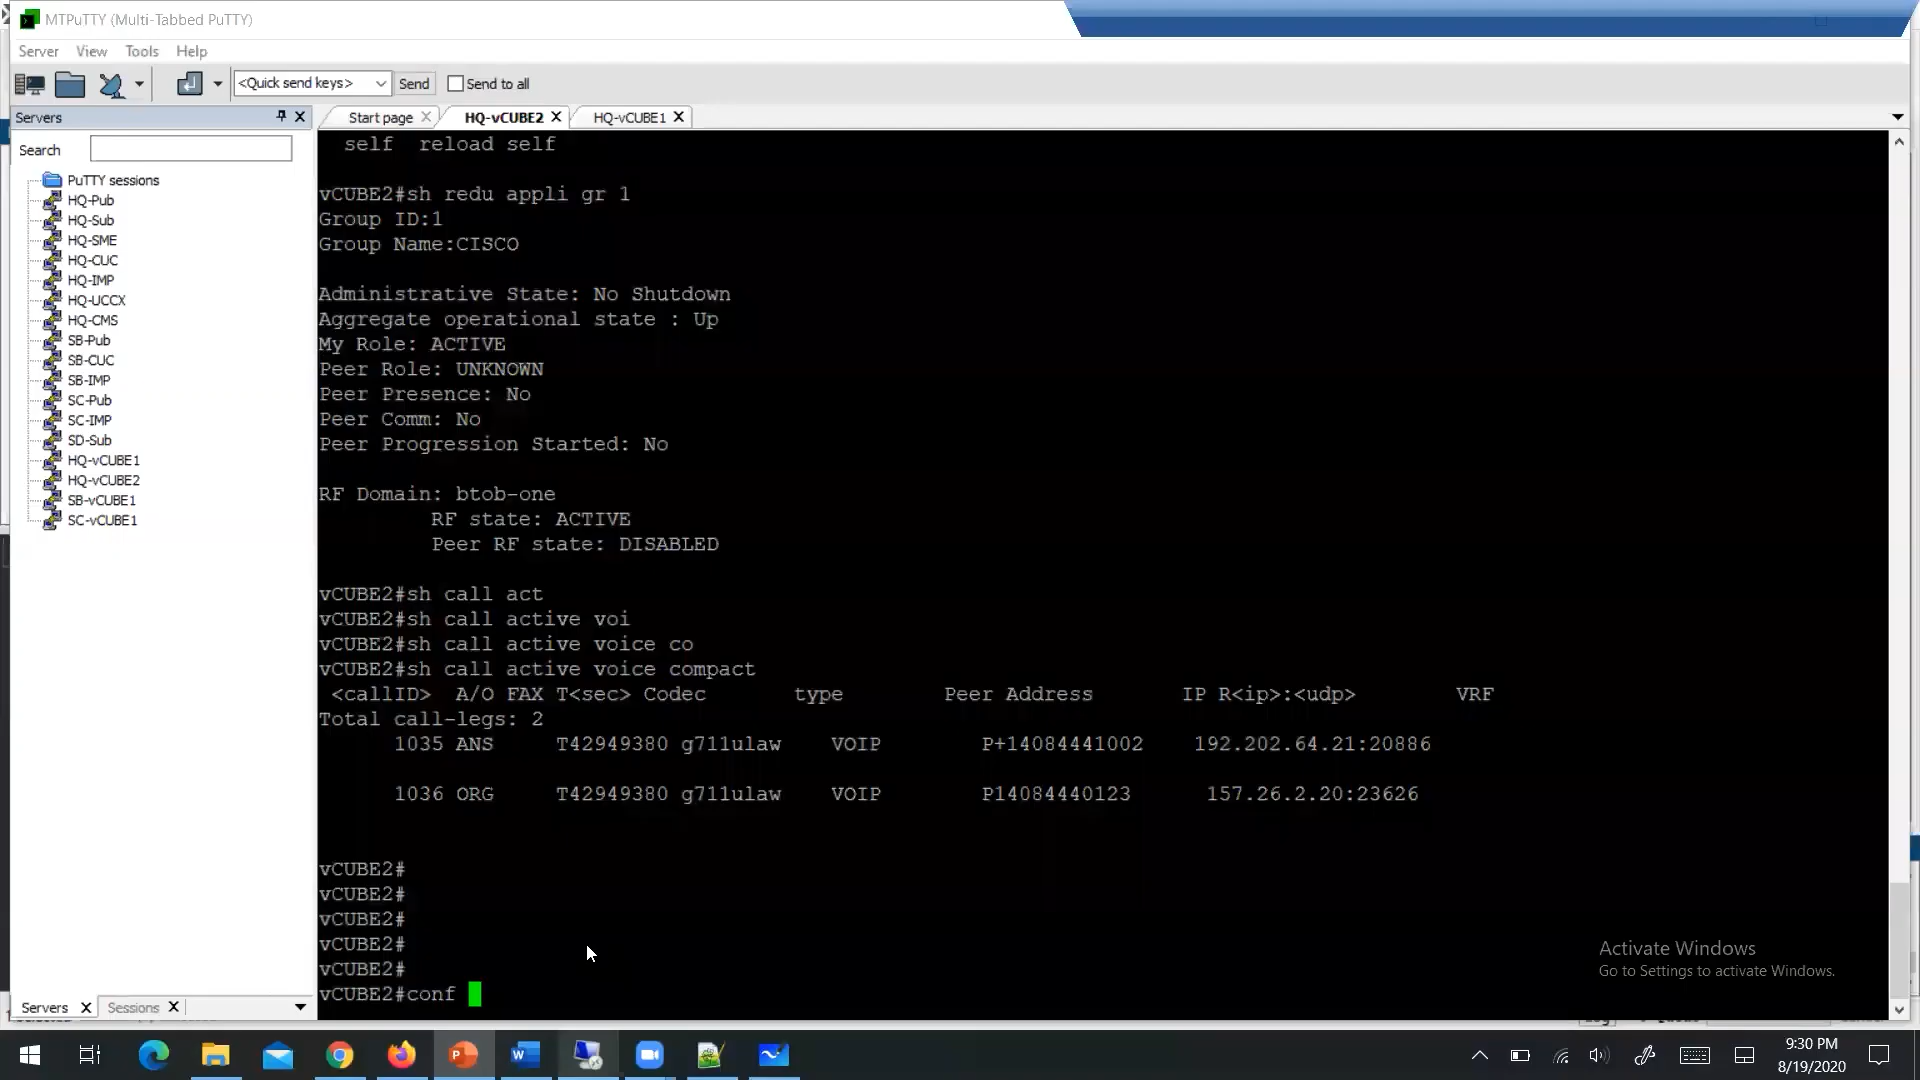 MTPuTTY (Multi-Tabbed PuTTY)
Server View Tools Help
<Quick send keys> Send Send to all
Servers
Start page HQ-vCUBE2 HQ-vCUBE1
Search
PuTTY sessions
HQ-Pub
HQ-Sub
HQ-SME
HQ-CUC
HQ-IMP
HQ-UCCX
HQ-CMS
SB-Pub
SB-CUC
SB-IMP
SC-Pub
SC-IMP
SD-Sub
HQ-vCUBE1
HQ-vCUBE2
SB-vCUBE1
SC-vCUBE1
Servers Sessions
self reload self
vCUBE2#sh redu appli gr 1
Group ID:1
Group Name:CISCO
Administrative State: No Shutdown
Aggregate operational state : Up
My Role: ACTIVE
Peer Role: UNKNOWN
Peer Presence: No
Peer Comm: No
Peer Progression Started: No
RF Domain: btob-one
RF state: ACTIVE
Peer RF state: DISABLED
vCUBE2#sh call act
vCUBE2#sh call active voi
vCUBE2#sh call active voice co
vCUBE2#sh call active voice compact
<callID> A/O FAX T<sec> Codec type Peer Address IP R<ip>:<udp> VRF
Total call-legs: 2
1035 ANS T42949380 g711ulaw VOIP P+14084441002 192.202.64.21:20886
1036 ORG T42949380 g711ulaw VOIP P14084440123 157.26.2.20:23626
vCUBE2#
vCUBE2#
vCUBE2#
vCUBE2#
vCUBE2#
vCUBE2#conf
Activate Windows
Go to Settings to activate Windows.
9:30 PM
8/19/2020